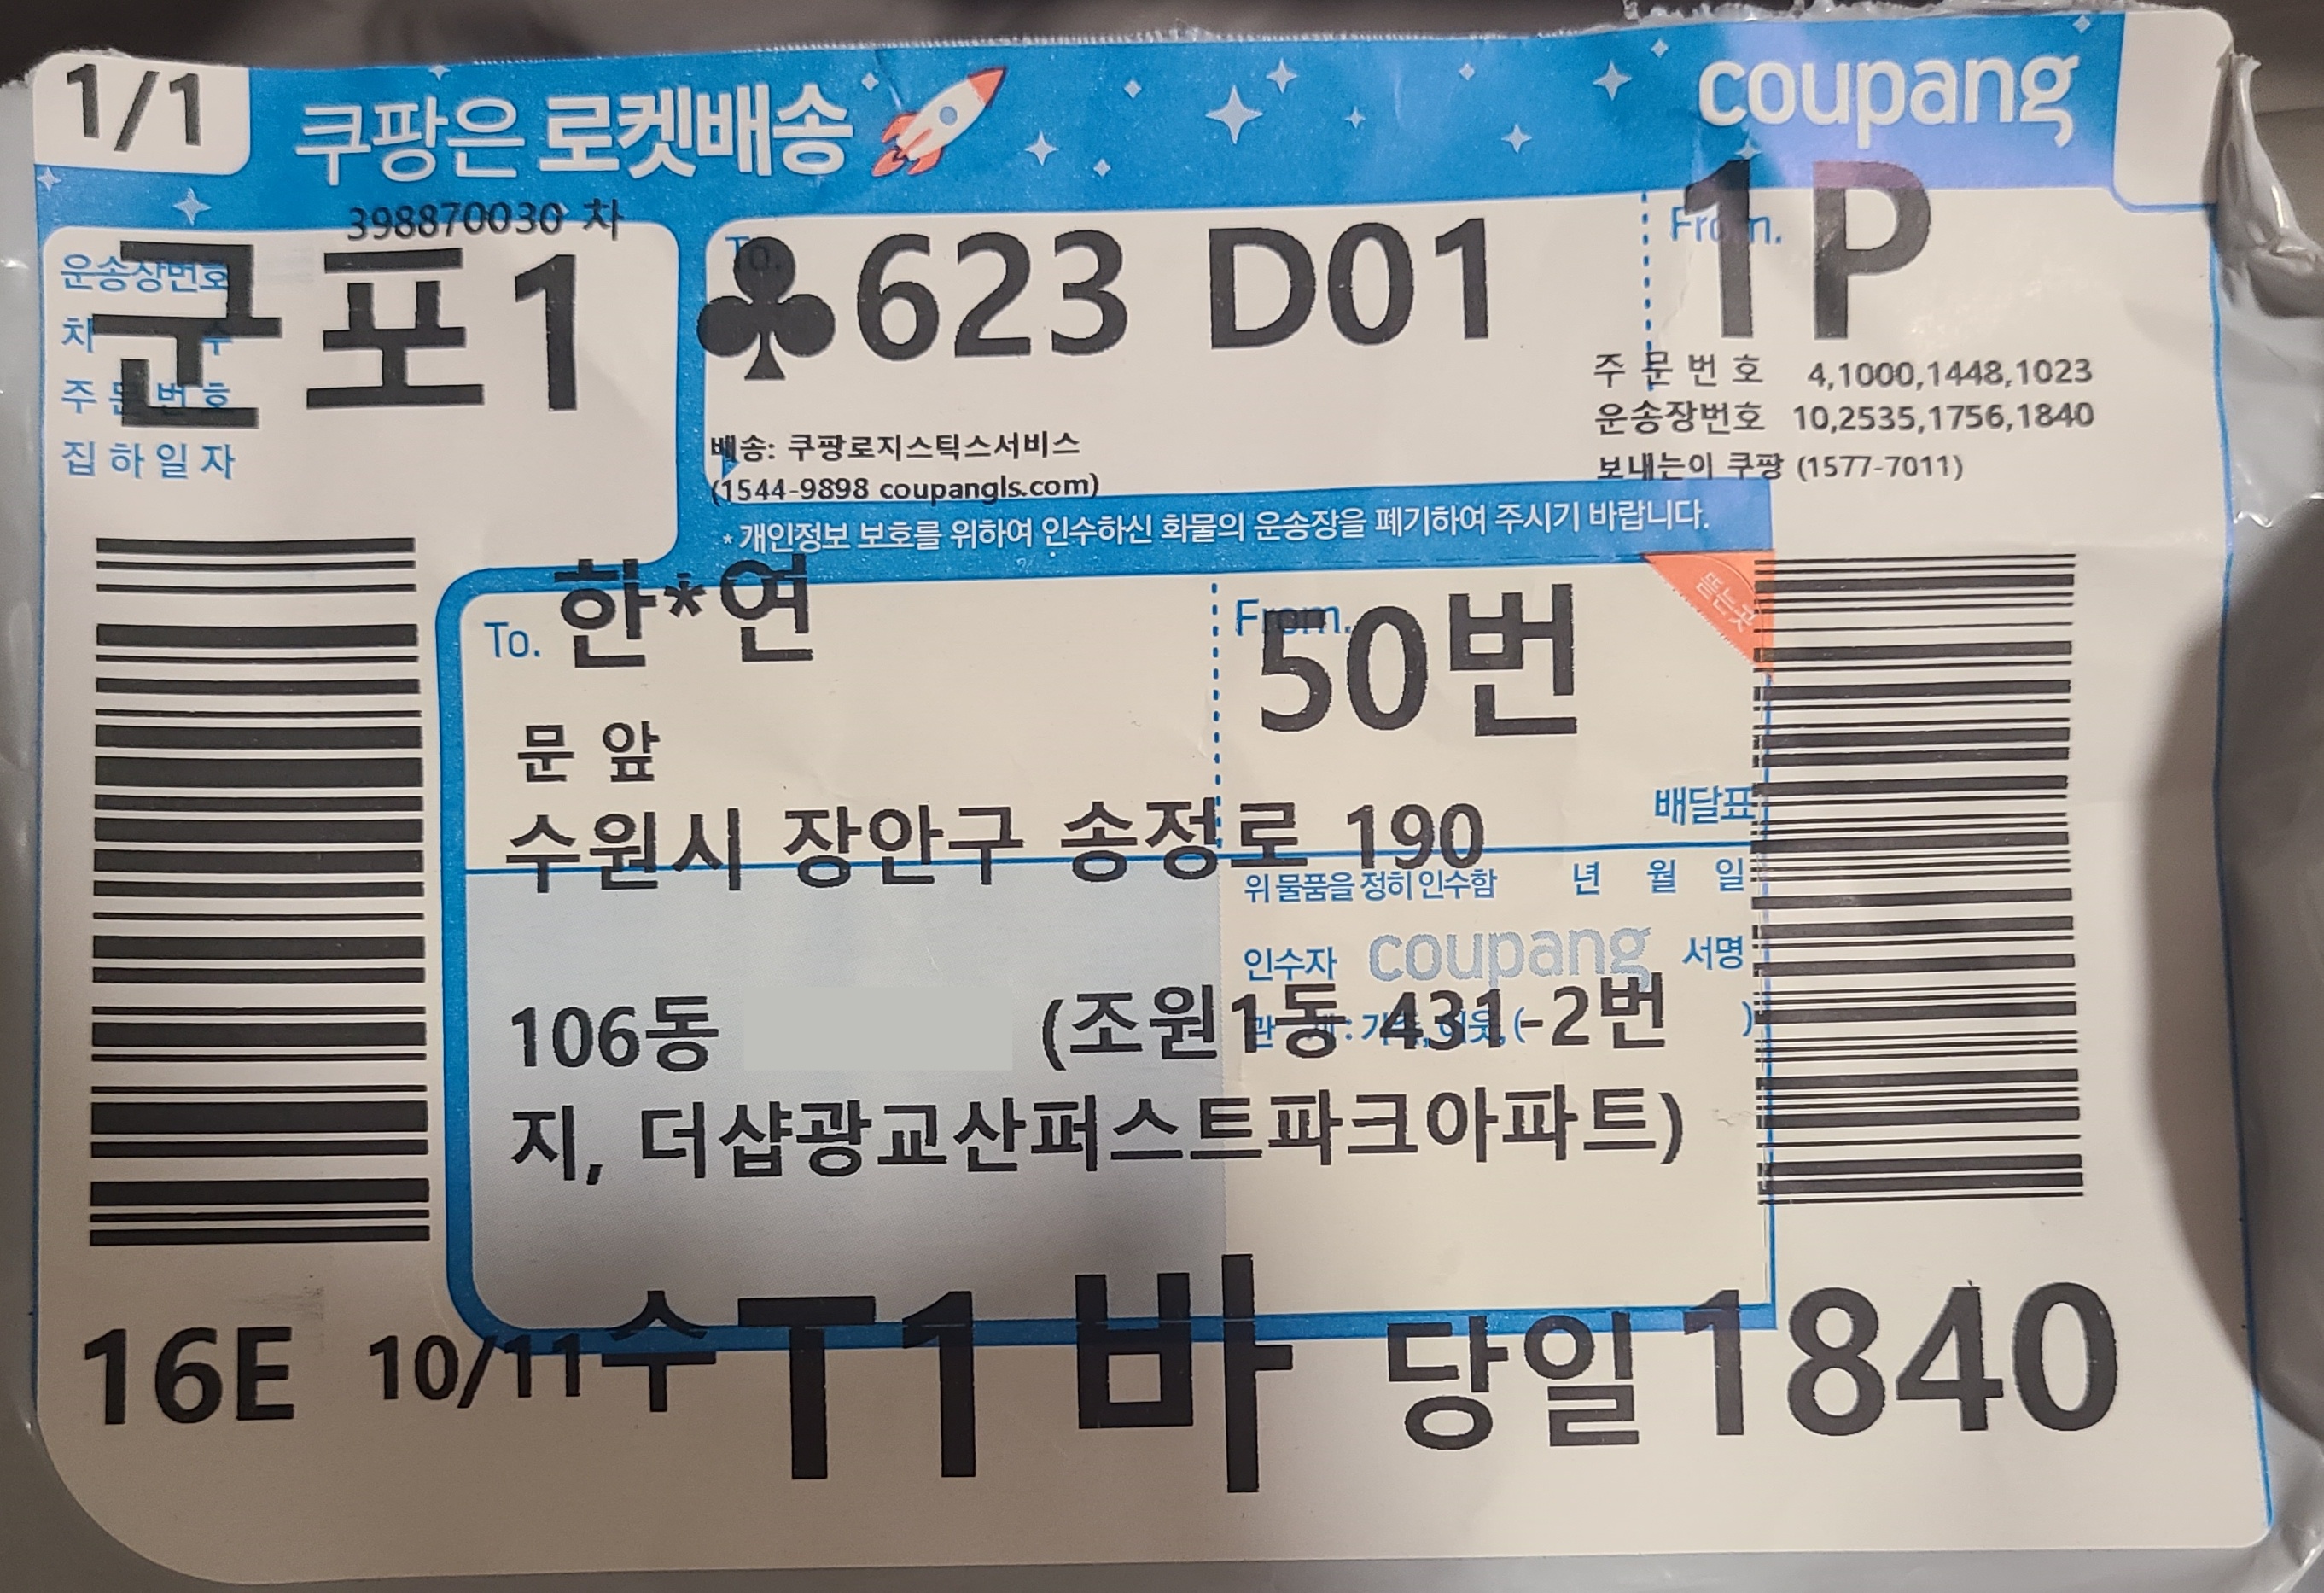 1/1
쿠팡은 로켓배송
coupang
398870030 차
운송장번호
군포1
차 수
주문번호
집하일자
To.
♣623 D01
From.
1P
주문번호 4,1000,1448,1023
운송장번호 10,2535,1756,1840
보내는이 쿠팡 (1577-7011)
배송: 쿠팡로지스틱스서비스
(1544-9898 coupangls.com)
* 개인정보 보호를 위하여 인수하신 화물의 운송장을 폐기하여 주시기 바랍니다.
To. 한*연
From.
50번
뜯는곳
문 앞
배달표
수원시 장안구 송정로 190
위 물품을 정히 인수함 년 월 일
인수자 coupang 서명
106동 (조원1동 431-2번
지, 더샵광교산퍼스트파크아파트)
16E 10/11 수 T1 바 당일 1840